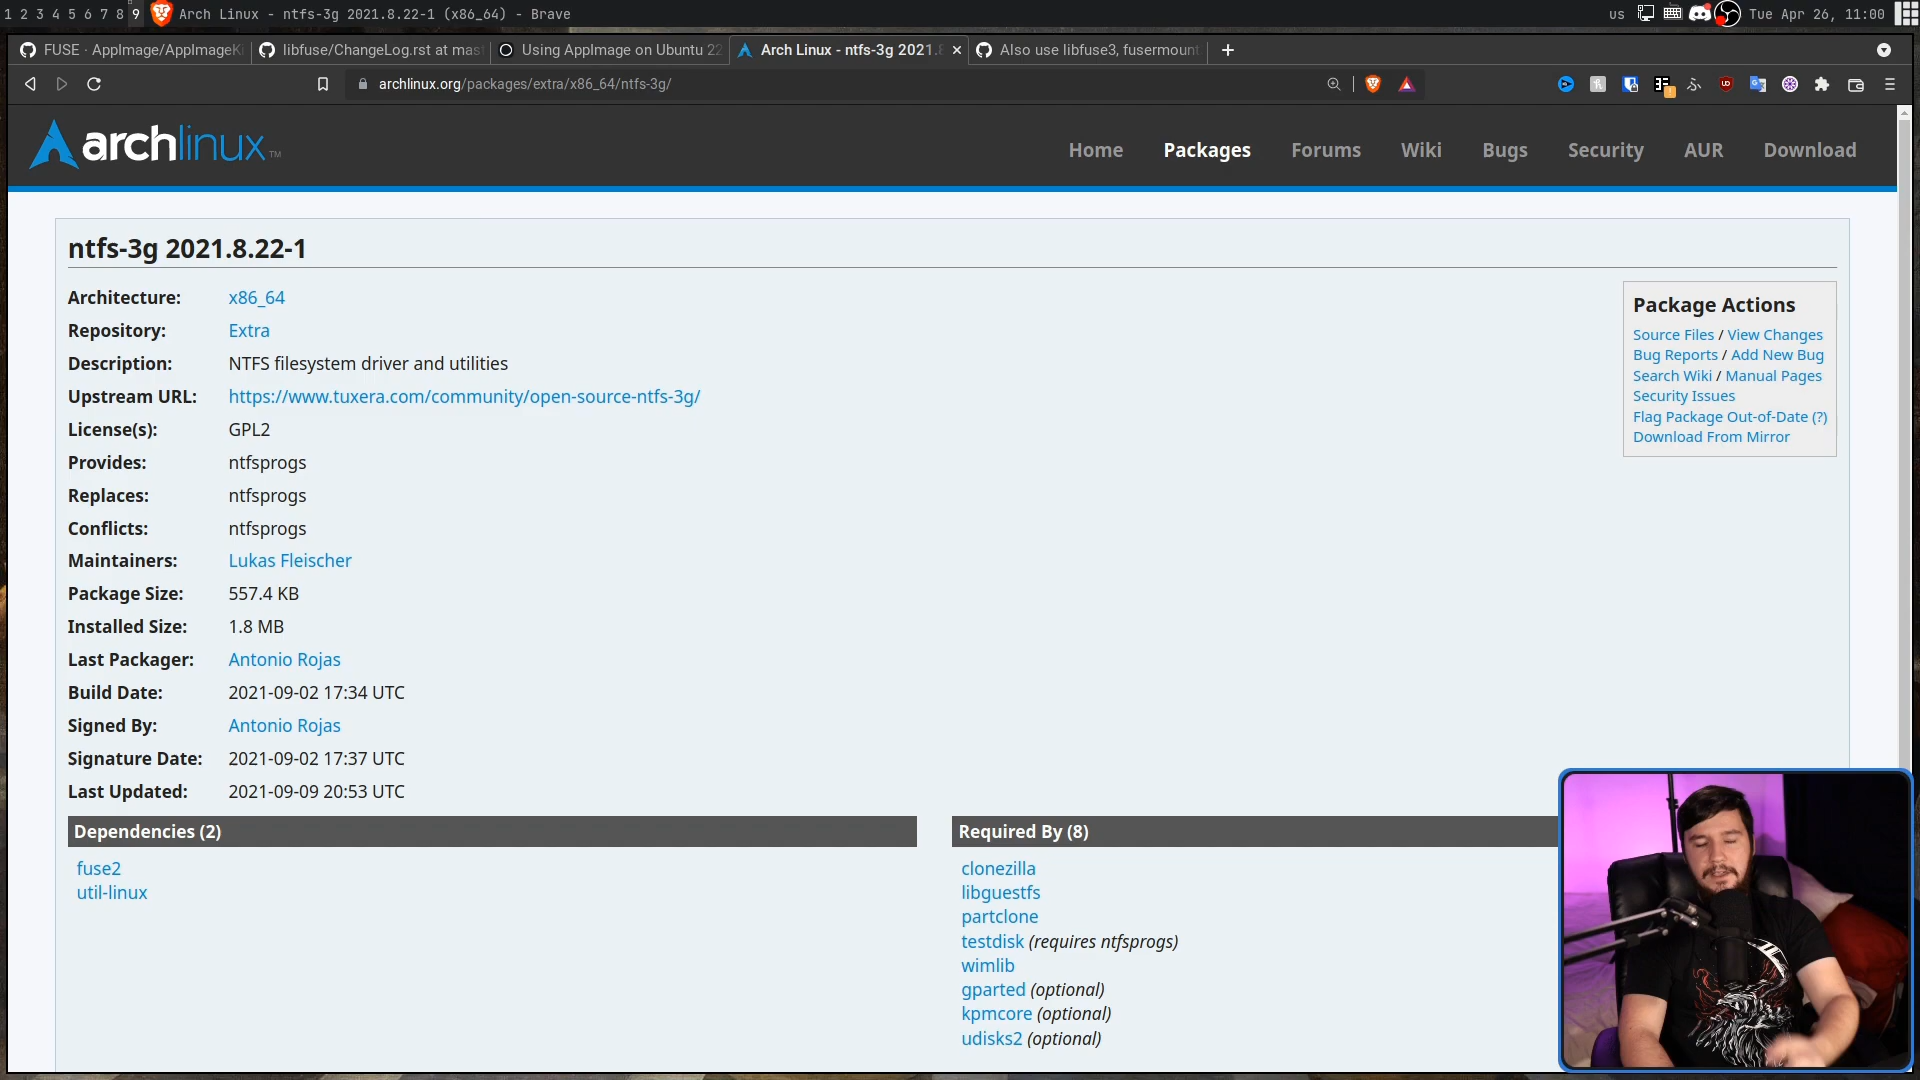 1 2 3 4 5 6 7 8 9 Arch Linux - ntfs-3g 2021.8.22-1 (x86_64) - Brave
us Tue Apr 26, 11:00
FUSE · AppImage/AppImageKi
libfuse/ChangeLog.rst at mast
Using AppImage on Ubuntu 22
Arch Linux - ntfs-3g 2021.8
Also use libfuse3, fusermount
archlinux.org/packages/extra/x86_64/ntfs-3g/
archlinux™
Home Packages Forums Wiki Bugs Security AUR Download
ntfs-3g 2021.8.22-1
Architecture: x86_64
Repository: Extra
Description: NTFS filesystem driver and utilities
Upstream URL: https://www.tuxera.com/community/open-source-ntfs-3g/
License(s): GPL2
Provides: ntfsprogs
Replaces: ntfsprogs
Conflicts: ntfsprogs
Maintainers: Lukas Fleischer
Package Size: 557.4 KB
Installed Size: 1.8 MB
Last Packager: Antonio Rojas
Build Date: 2021-09-02 17:34 UTC
Signed By: Antonio Rojas
Signature Date: 2021-09-02 17:37 UTC
Last Updated: 2021-09-09 20:53 UTC
Package Actions
Source Files / View Changes
Bug Reports / Add New Bug
Search Wiki / Manual Pages
Security Issues
Flag Package Out-of-Date (?)
Download From Mirror
Dependencies (2)
fuse2
util-linux
Required By (8)
clonezilla
libguestfs
partclone
testdisk (requires ntfsprogs)
wimlib
gparted (optional)
kpmcore (optional)
udisks2 (optional)